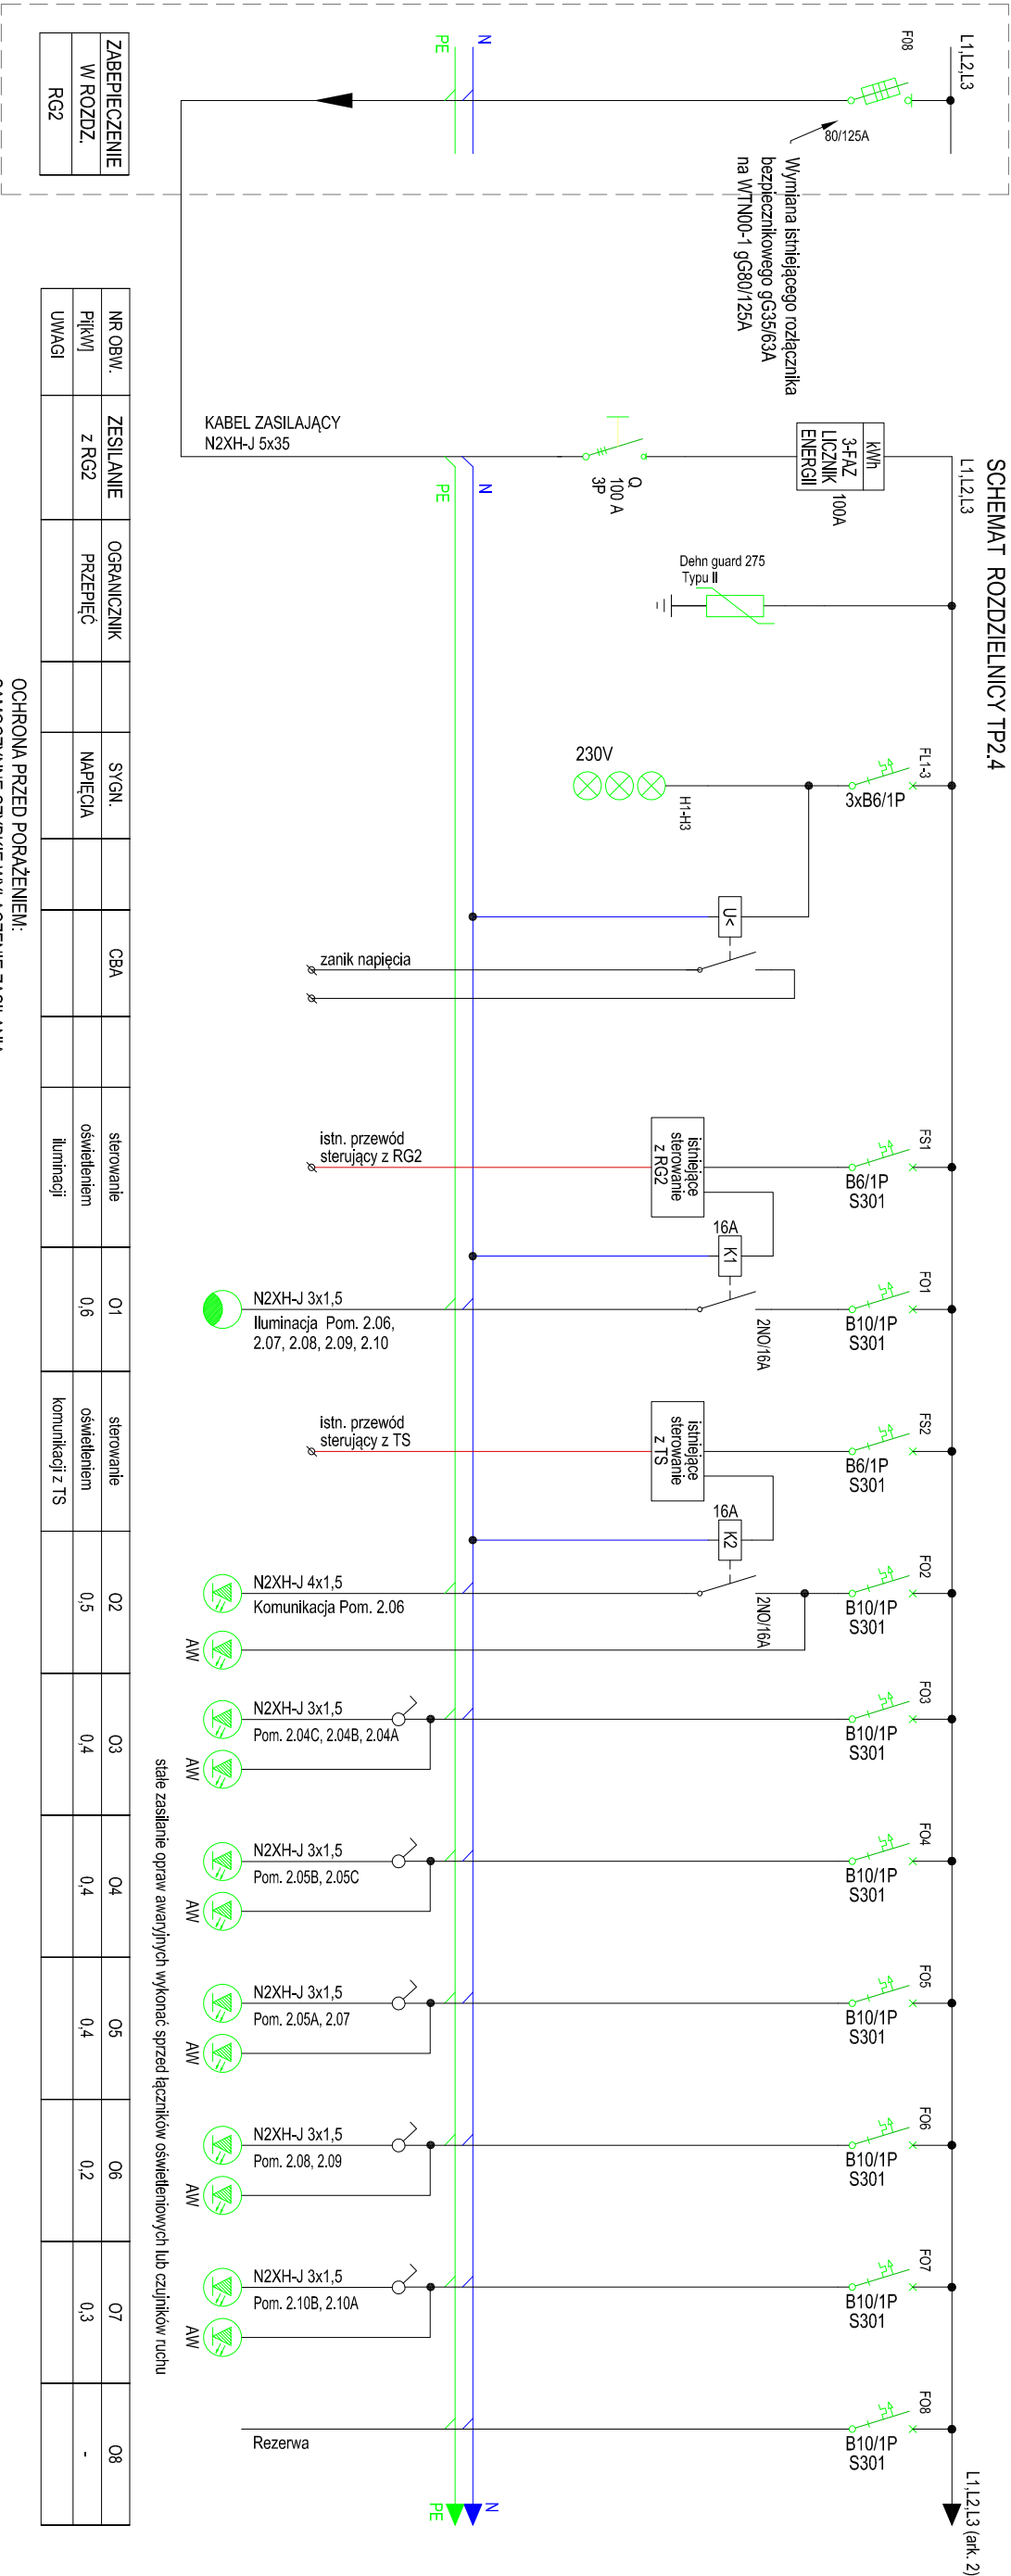 SCHEMAT ROZDZIELNICY TP2.4
L1,L2,L3
F08
80/125A
Wymiana istniejącego rozłącznika
bezpiecznikowego gG35/63A
na WTN00-1 gG80/125A
N
PE
ZABEPIECZENIE
W ROZDZ.
RG2
L1,L2,L3
kWh
3-FAZ
LICZNIK
ENERGII
100A
Q
100 A
3P
N
PE
KABEL ZASILAJĄCY
N2XH-J 5x35
Dehn guard 275
Typu II
FL1-3
3xB6/1P
H1-H3
230V
U<
zanik napięcia
FS1
B6/1P
S301
istniejące
sterowanie
z RG2
istn. przewód
sterujący z RG2
16A
K1
FO1
B10/1P
S301
2NO/16A
N2XH-J 3x1,5
Iluminacja Pom. 2.06,
2.07, 2.08, 2.09, 2.10
FS2
B6/1P
S301
istniejące
sterowanie
z TS
istn. przewód
sterujący z TS
16A
K2
FO2
B10/1P
S301
2NO/16A
N2XH-J 4x1,5
Komunikacja Pom. 2.06
AW
FO3
B10/1P
S301
N2XH-J 3x1,5
Pom. 2.04C, 2.04B, 2.04A
AW
FO4
B10/1P
S301
N2XH-J 3x1,5
Pom. 2.05B, 2.05C
AW
FO5
B10/1P
S301
N2XH-J 3x1,5
Pom. 2.05A, 2.07
AW
FO6
B10/1P
S301
N2XH-J 3x1,5
Pom. 2.08, 2.09
AW
FO7
B10/1P
S301
N2XH-J 3x1,5
Pom. 2.10B, 2.10A
AW
FO8
B10/1P
S301
Rezerwa
L1,L2,L3 (ark. 2)
N
PE
stałe zasilanie opraw awaryjnych wykonać sprzed łączników oświetleniowych lub czujników ruchu
NR OBW. ZESILANIE OGRANICZNIK SYGN. CBA sterowanie O1 sterowanie O2 O3 O4 O5 O6 O7 O8
Pi[kW] z RG2 PRZEPIĘĆ NAPIĘCIA oświetleniem 0,6 oświetleniem 0,5 0,4 0,4 0,4 0,2 0,3 -
UWAGI iluminacji komunikacji z TS
OCHRONA PRZED PORAŻENIEM: